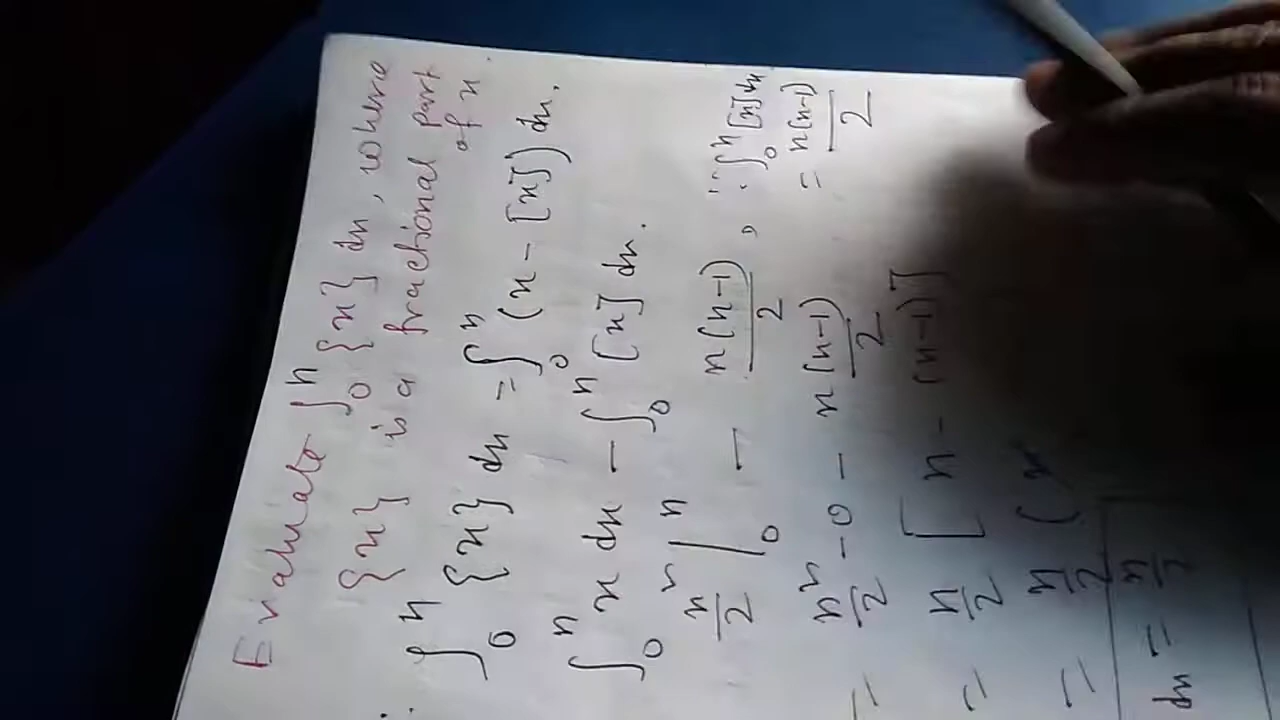 Evaluate ∫₀ⁿ {x} dx, where
{x} is a fractional part
of x.
∫₀ⁿ {x} dx = ∫₀ⁿ (x - [x]) dx.
∫₀ⁿ x dx - ∫₀ⁿ [x] dx.
x²/2 |₀ⁿ - n(n-1)/2 , ∵ ∫₀ⁿ [x] dx
= n(n-1)/2
= n²/2 - 0 - n(n-1)/2
= n/2 [n - (n-1)]
= n/2 (
dx = n/2